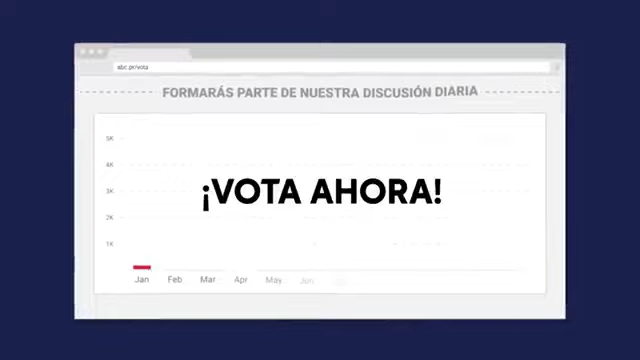 abc.pr/vota
FORMARÁS PARTE DE NUESTRA DISCUSIÓN DIARIA
5K
4K
3K
¡VOTA AHORA!
2K
1K
Jan Feb Mar Apr May Jun